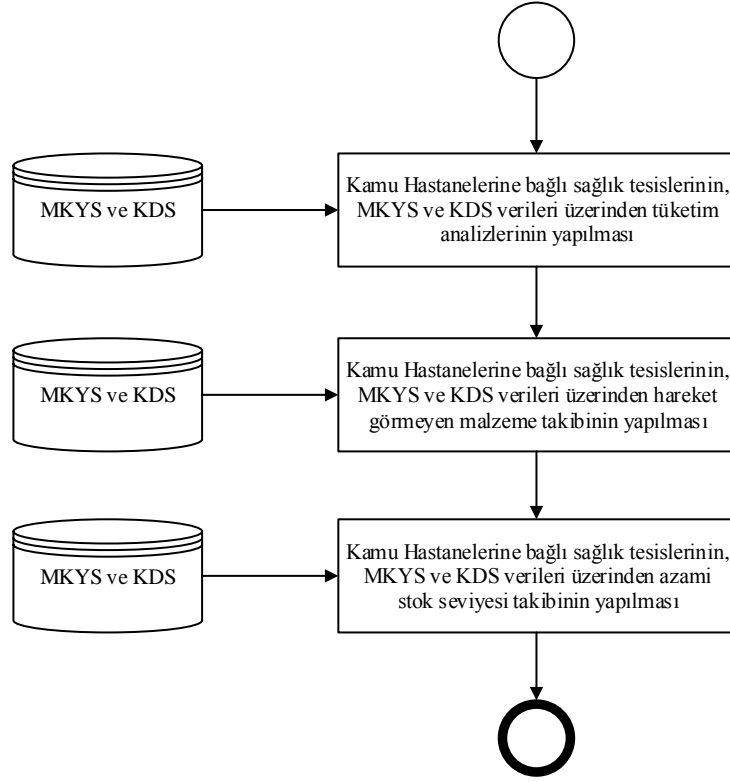 MKYS ve KDS
Kamu Hastanelerine bağlı sağlık tesislerinin,
MKYS ve KDS verileri üzerinden tüketim
analizlerinin yapılması
MKYS ve KDS
Kamu Hastanelerine bağlı sağlık tesislerinin,
MKYS ve KDS verileri üzerinden hareket
görmeyen malzeme takibinin yapılması
MKYS ve KDS
Kamu Hastanelerine bağlı sağlık tesislerinin,
MKYS ve KDS verileri üzerinden azami
stok seviyesi takibinin yapılması